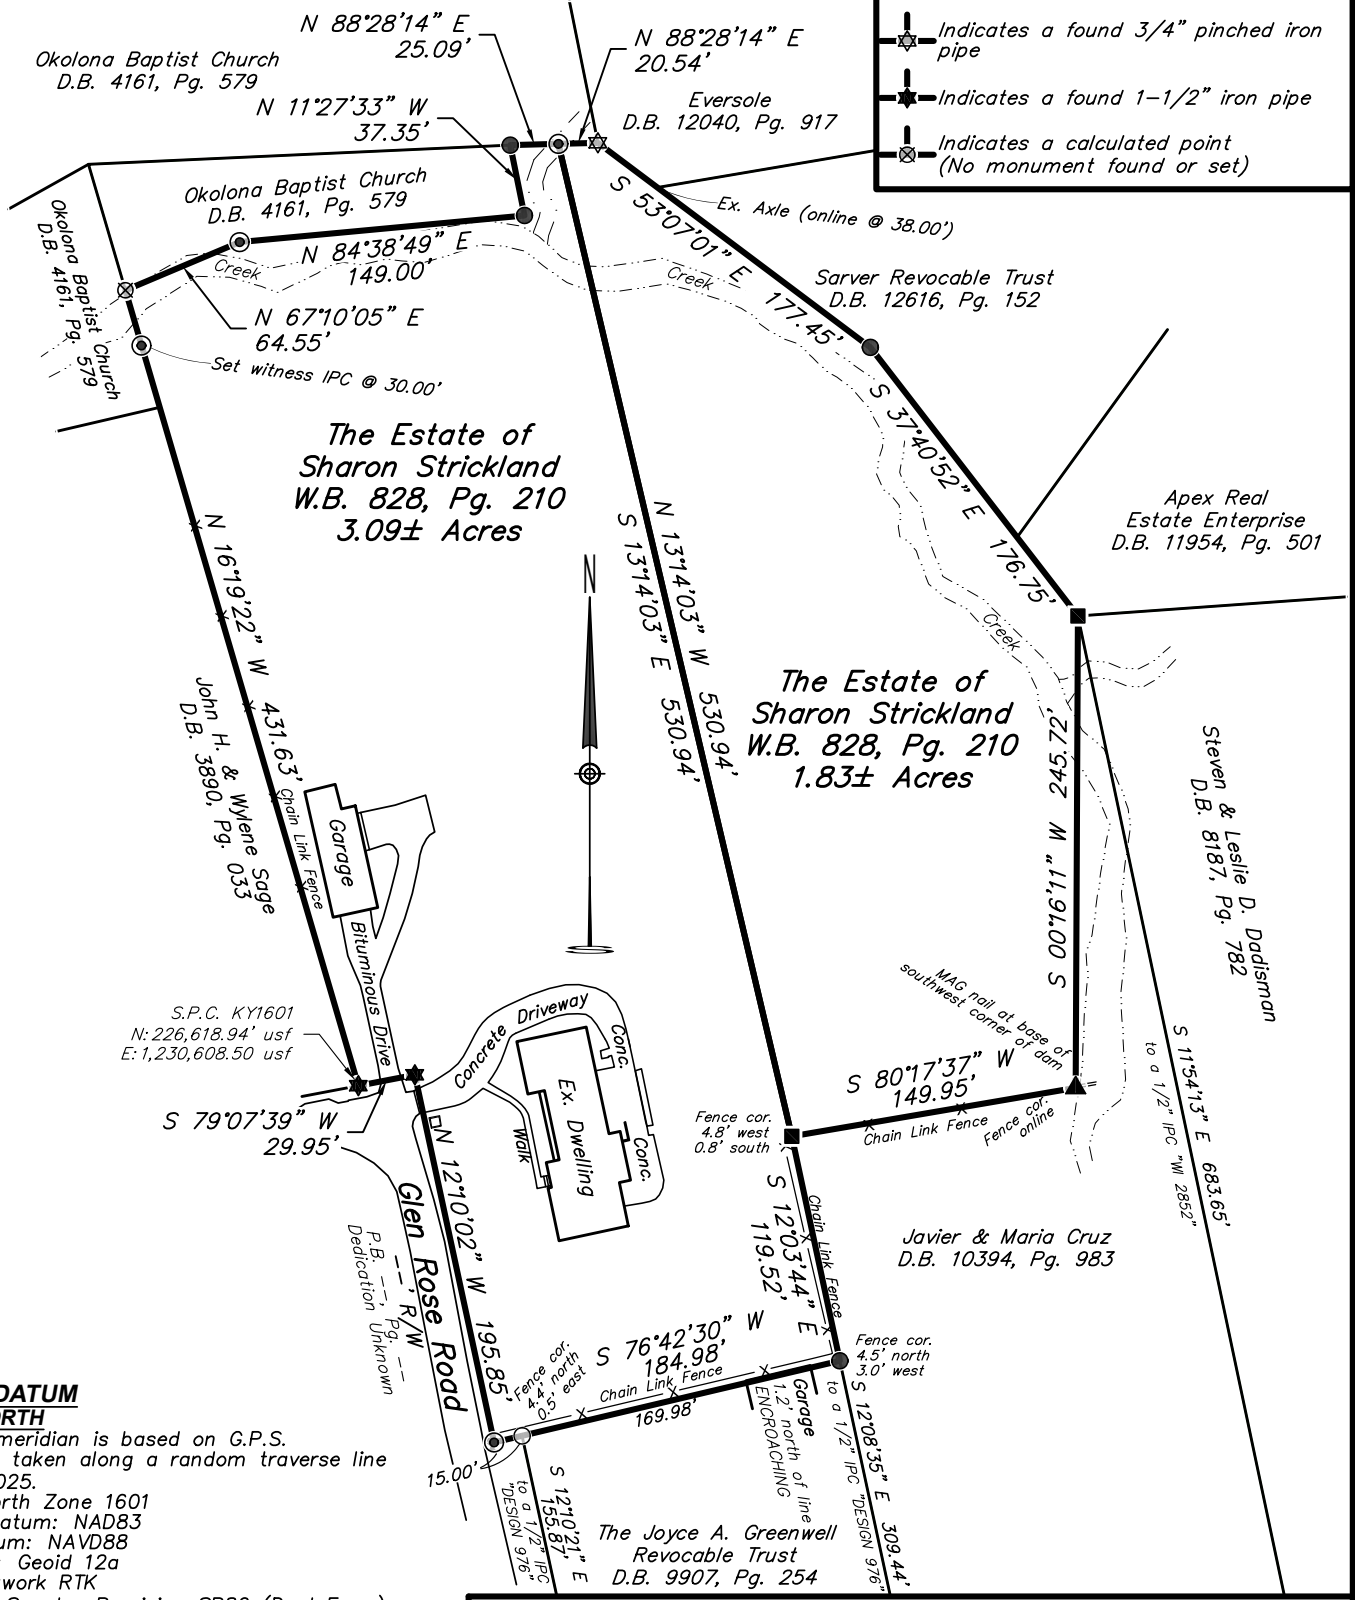 N 88°28'14" E
25.09'
N 88°28'14" E
20.54'
Indicates a found 3/4" pinched iron
pipe
Indicates a found 1-1/2" iron pipe
Indicates a calculated point
(No monument found or set)
Okolona Baptist Church
D.B. 4161, Pg. 579
N 11°27'33" W
37.35'
Eversole
D.B. 12040, Pg. 917
Okolona Baptist Church
D.B. 4161, Pg. 579
Okolona Baptist Church
D.B. 4161, Pg. 579
N 84°38'49" E
149.00'
Creek
N 67°10'05" E
64.55'
Set witness IPC @ 30.00'
S 53°07'01" E 177.45'
Ex. Axle (online @ 38.00')
Creek
Sarver Revocable Trust
D.B. 12616, Pg. 152
S 37°40'52" E 176.75'
The Estate of
Sharon Strickland
W.B. 828, Pg. 210
3.09± Acres
Apex Real
Estate Enterprise
D.B. 11954, Pg. 501
N 13°14'03" W 530.94'
S 13°14'03" E 530.94'
N
Creek
N 16°19'22" W 431.63'
The Estate of
Sharon Strickland
W.B. 828, Pg. 210
1.83± Acres
John H. & Wylene Sage
D.B. 3890, Pg. 033
Chain Link Fence
Garage
Bituminous Drive
S 00°16'11" W 245.72'
Steven & Leslie D. Dadisman
D.B. 8187, Pg. 782
S.P.C. KY1601
N: 226,618.94' usf
E: 1,230,608.50 usf
Concrete Driveway
Conc.
Ex. Dwelling
Walk
Conc.
MAG nail at base of
southwest corner of dam
S 80°17'37" W
149.95'
Chain Link Fence
Fence cor.
online
Fence cor.
4.8' west
0.8' south
S 11°54'13" E 683.65'
to a 1/2" IPC "WI 2852"
S 79°07'39" W
29.95'
N 12°10'02" W 195.85'
Glen Rose Road
__' R/W
P.B. __, Pg. __
Dedication Unknown
S 12°03'44" E
119.52'
Chain Link Fence
Javier & Maria Cruz
D.B. 10394, Pg. 983
S 76°42'30" W
184.98'
Chain Link Fence
169.98'
Fence cor.
4.4' north
0.5' east
Fence cor.
4.5' north
3.0' west
Garage
1.2' north of line
ENCROACHING
15.00'
S 12°10'21" E
155.87'
to a 1/2" IPC
"DESIGN 976"
S 12°08'35" E 309.44'
to a 1/2" IPC "DESIGN 976"
The Joyce A. Greenwell
Revocable Trust
D.B. 9907, Pg. 254
DATUM
RTH
meridian is based on G.P.S.
taken along a random traverse line
025.
rth Zone 1601
atum: NAD83
um: NAVD88
Geoid 12a
work RTK